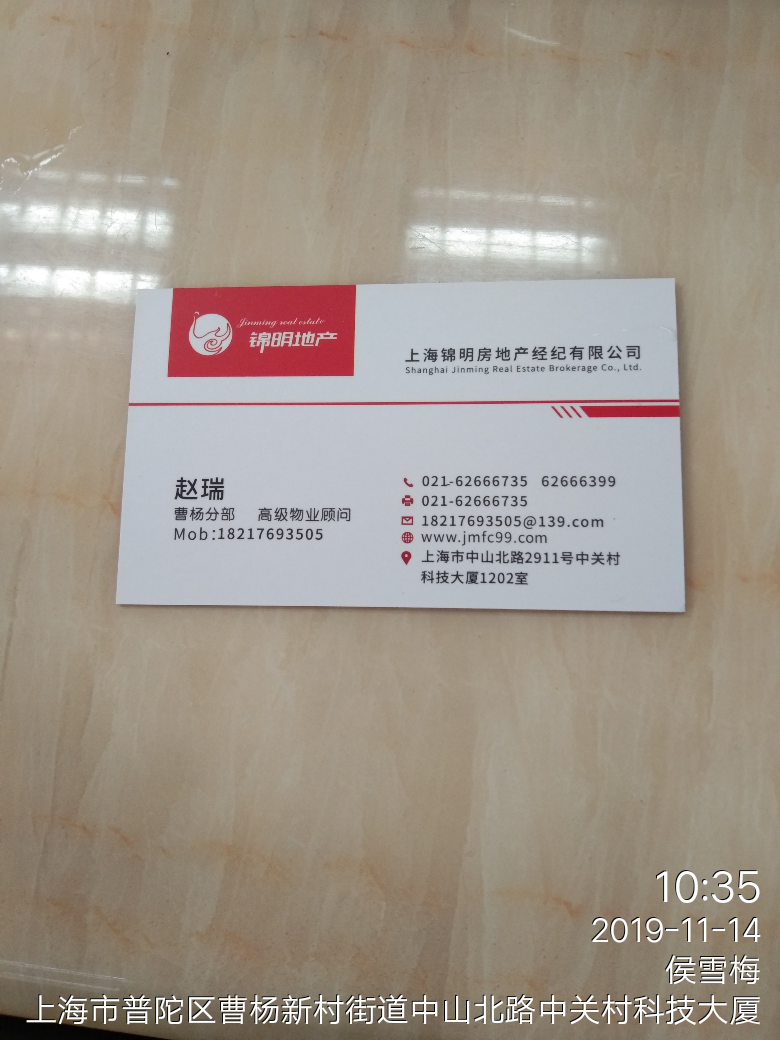 Jinming real estate
锦明地产
上海锦明房地产经纪有限公司
Shanghai Jinming Real Estate Brokerage Co., Ltd.
赵瑞
曹杨分部 高级物业顾问
Mob:18217693505
021-62666735 62666399
021-62666735
18217693505@139.com
www.jmfc99.com
上海市中山北路2911号中关村
科技大厦1202室
10:35
2019-11-14
侯雪梅
上海市普陀区曹杨新村街道中山北路中关村科技大厦